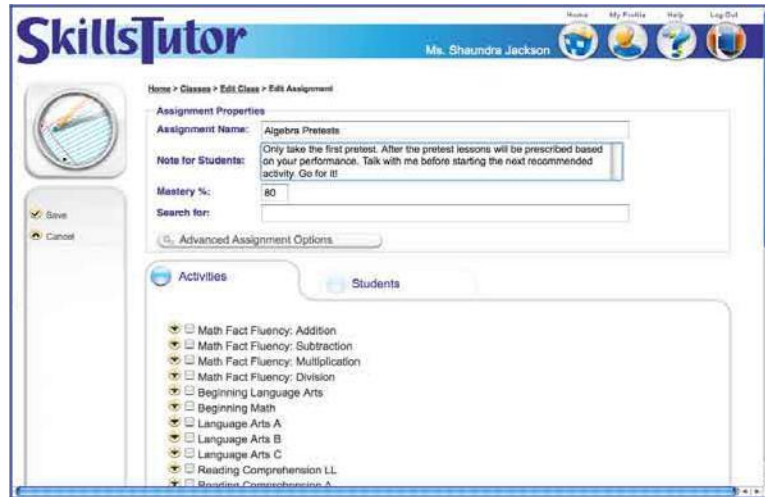 Home My Profile Help Log Out
SkillsTutor
Ms. Shaundra Jackson
Home > Classes > Edit Class > Edit Assignment
Assignment Properties
Assignment Name: Algebra Pretests
Note for Students: Only take the first pretest. After the pretest lessons will be prescribed based
on your performance. Talk with me before starting the next recommended
activity. Go for it!
Mastery %: 80
Search for:
Save
Cancel
Advanced Assignment Options
Activities Students
Math Fact Fluency: Addition
Math Fact Fluency: Subtraction
Math Fact Fluency: Multiplication
Math Fact Fluency: Division
Beginning Language Arts
Beginning Math
Language Arts A
Language Arts B
Language Arts C
Reading Comprehension LL
Reading Comprehension A